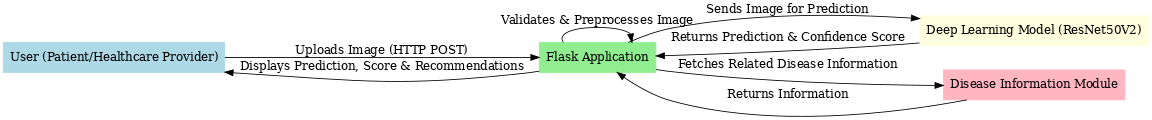 Validates & Preprocesses Image
Sends Image for Prediction
Deep Learning Model (ResNet50V2)
Returns Prediction & Confidence Score
User (Patient/Healthcare Provider)
Uploads Image (HTTP POST)
Flask Application
Displays Prediction, Score & Recommendations
Fetches Related Disease Information
Disease Information Module
Returns Information